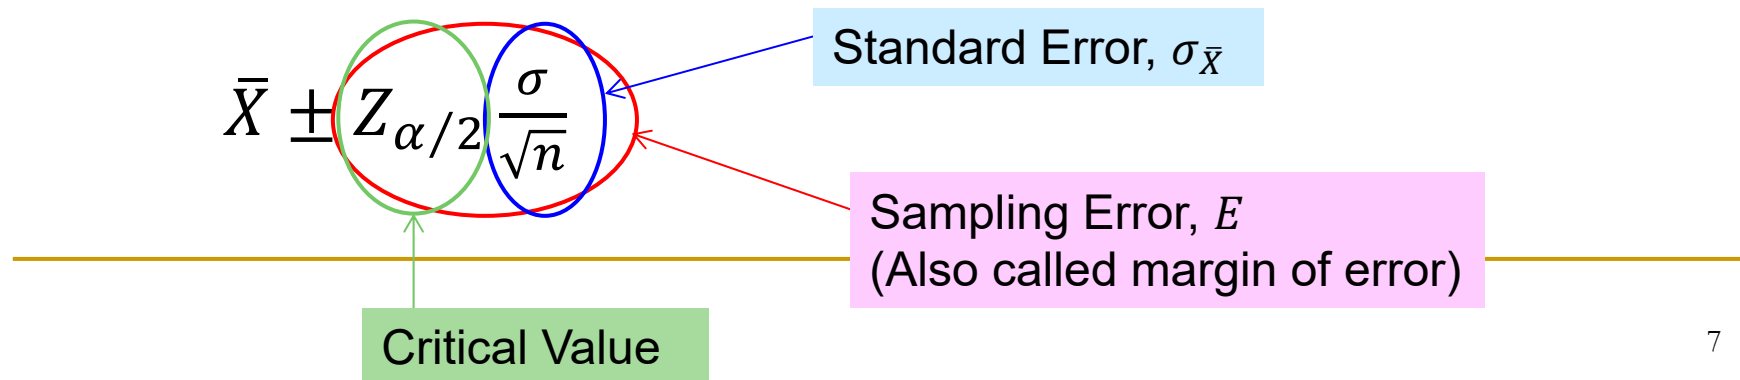 X̄ ± Z_{α/2} σ/√n
Standard Error, σ_X̄
Sampling Error, E
(Also called margin of error)
Critical Value
7